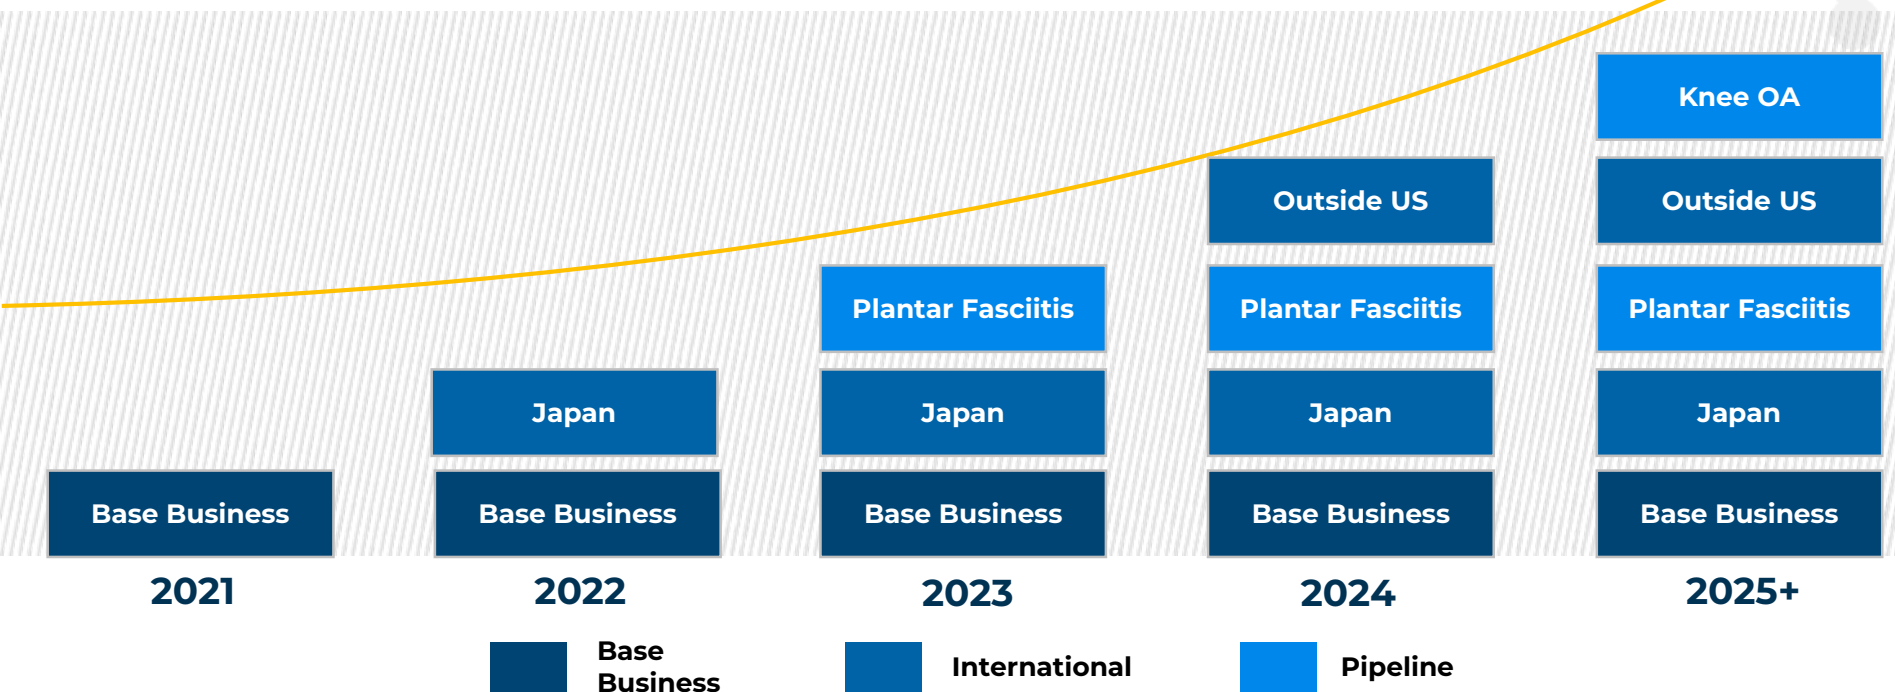 Knee OA
Outside US
Outside US
Plantar Fasciitis
Plantar Fasciitis
Plantar Fasciitis
Japan
Japan
Japan
Japan
Base Business
Base Business
Base Business
Base Business
Base Business
2021
2022
2023
2024
2025+
Base
Business
International
Pipeline